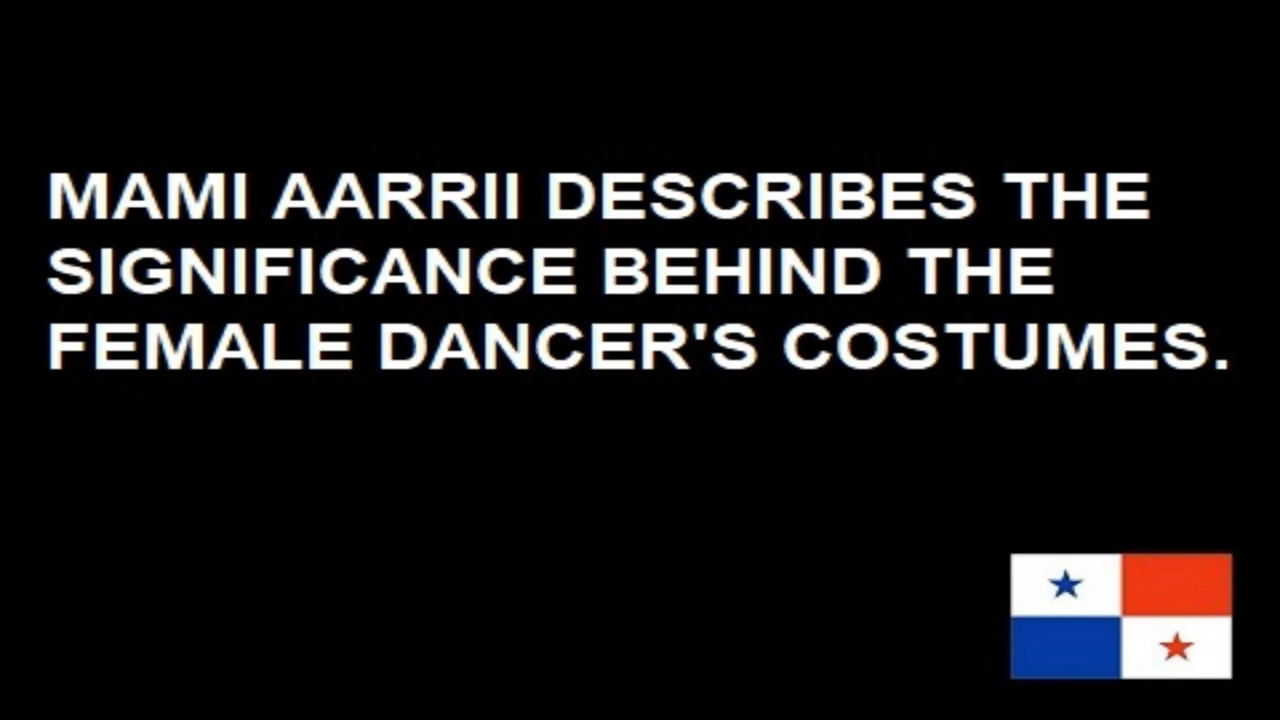 MAMI AARRII DESCRIBES THE
SIGNIFICANCE BEHIND THE
FEMALE DANCER'S COSTUMES.